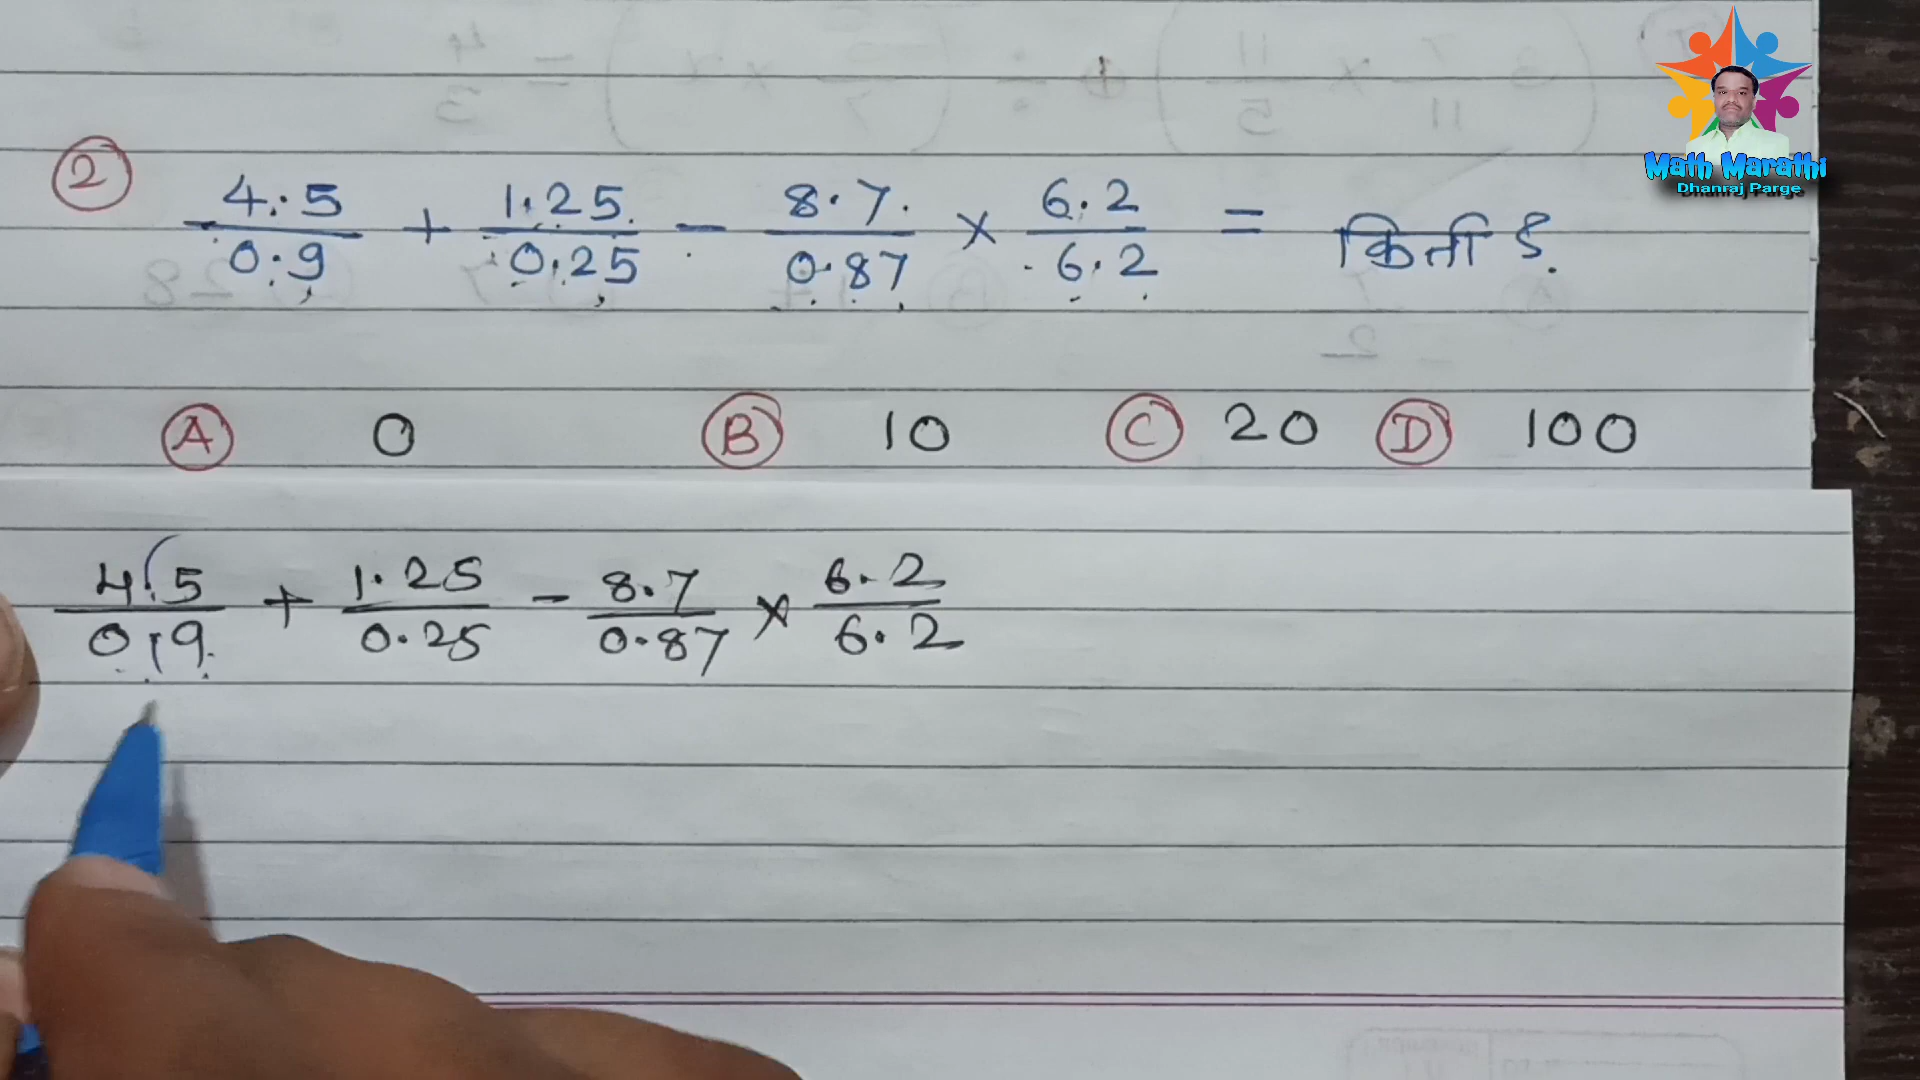 Math Marathi
Dhanraj Parge
② 4.5/0.9 + 1.25/0.25 - 8.7/0.87 × 6.2/6.2 = किती ?
Ⓐ 0 Ⓑ 10 Ⓒ 20 Ⓓ 100
4.5/0.9 + 1.25/0.25 - 8.7/0.87 × 6.2/6.2